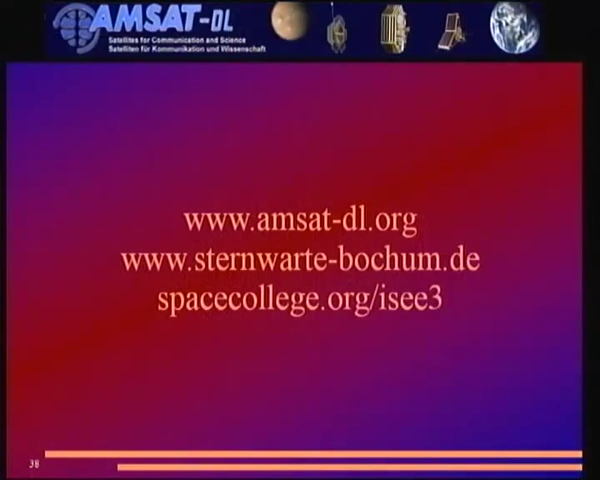 AMSAT-DL
Satellites for Communication and Science
Satelliten für Kommunikation und Wissenschaft
www.amsat-dl.org
www.sternwarte-bochum.de
spacecollege.org/isee3
38